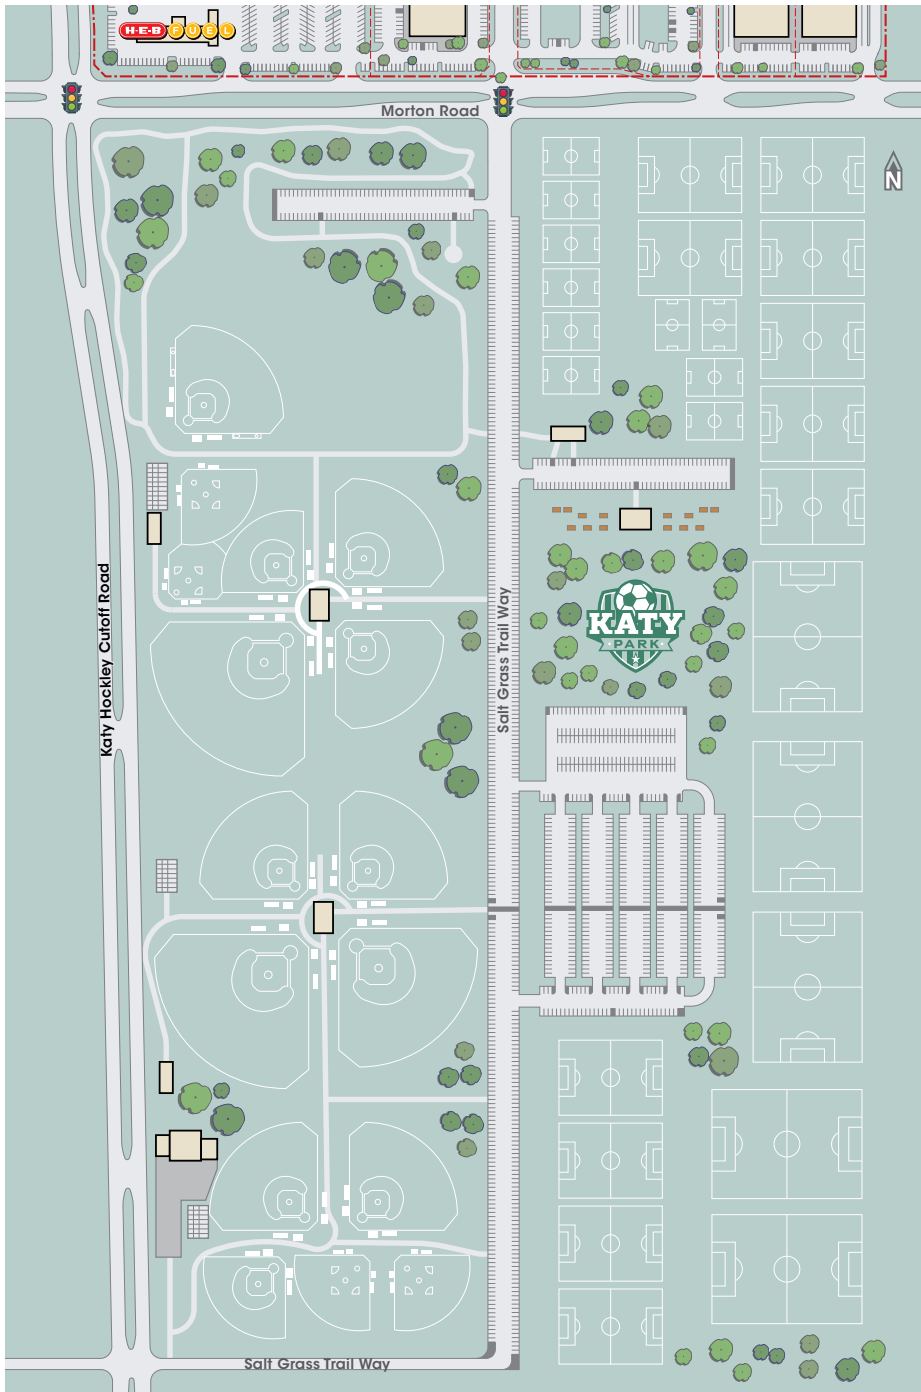 H-E-B FUEL
Morton Road
N
Katy Hockley Cutoff Road
Salt Grass Trail Way
KATY
PARK
Salt Grass Trail Way